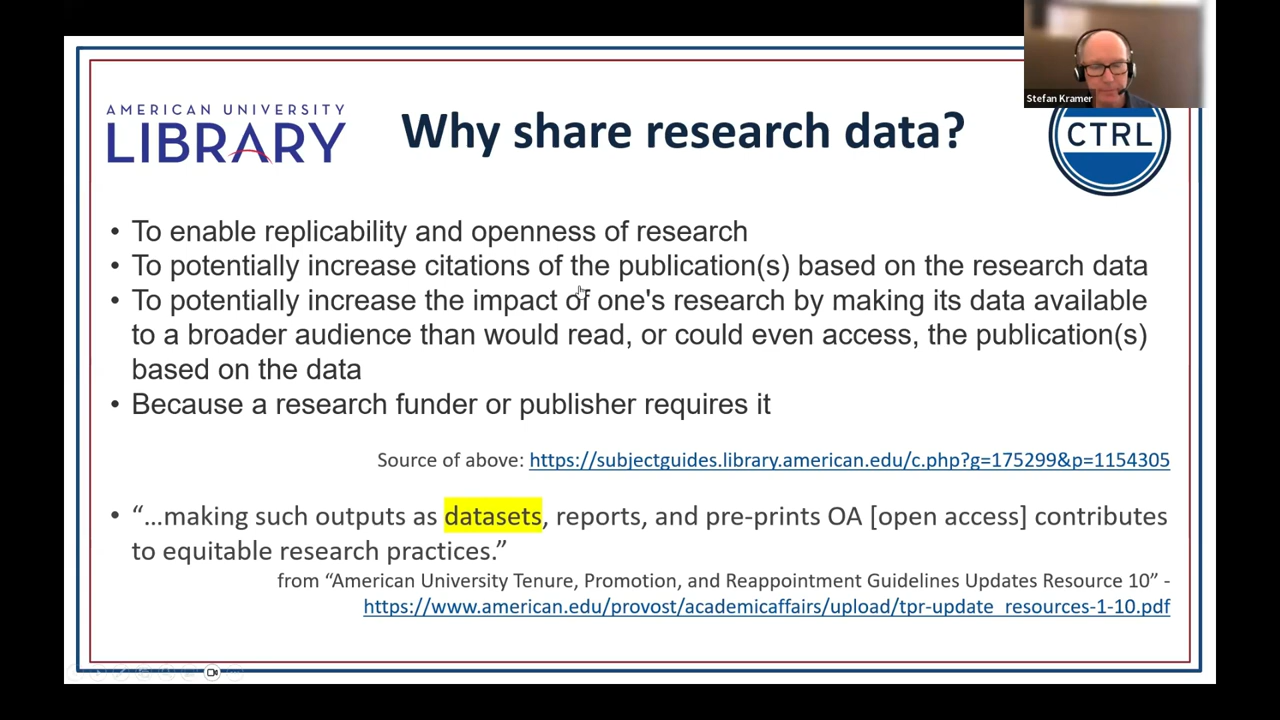 Stefan Kramer
AMERICAN UNIVERSITY
LIBRARY
Why share research data?
CTRL
• To enable replicability and openness of research
• To potentially increase citations of the publication(s) based on the research data
• To potentially increase the impact of one's research by making its data available
to a broader audience than would read, or could even access, the publication(s)
based on the data
• Because a research funder or publisher requires it
Source of above: https://subjectguides.library.american.edu/c.php?g=175299&p=1154305
• “…making such outputs as datasets, reports, and pre-prints OA [open access] contributes
to equitable research practices.”
from “American University Tenure, Promotion, and Reappointment Guidelines Updates Resource 10” -
https://www.american.edu/provost/academicaffairs/upload/tpr-update_resources-1-10.pdf